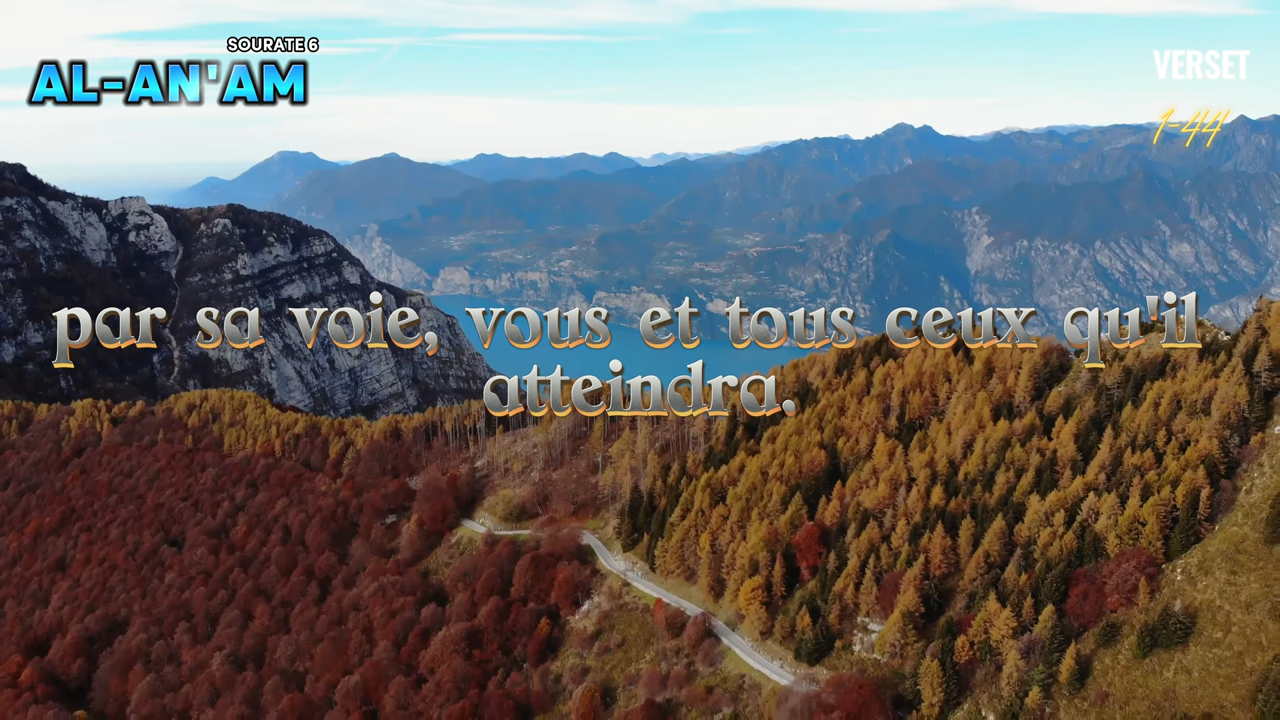 SOURATE 6
AL-AN'AM
VERSET
1-44
par sa voie, vous et tous ceux qu'il
atteindra.